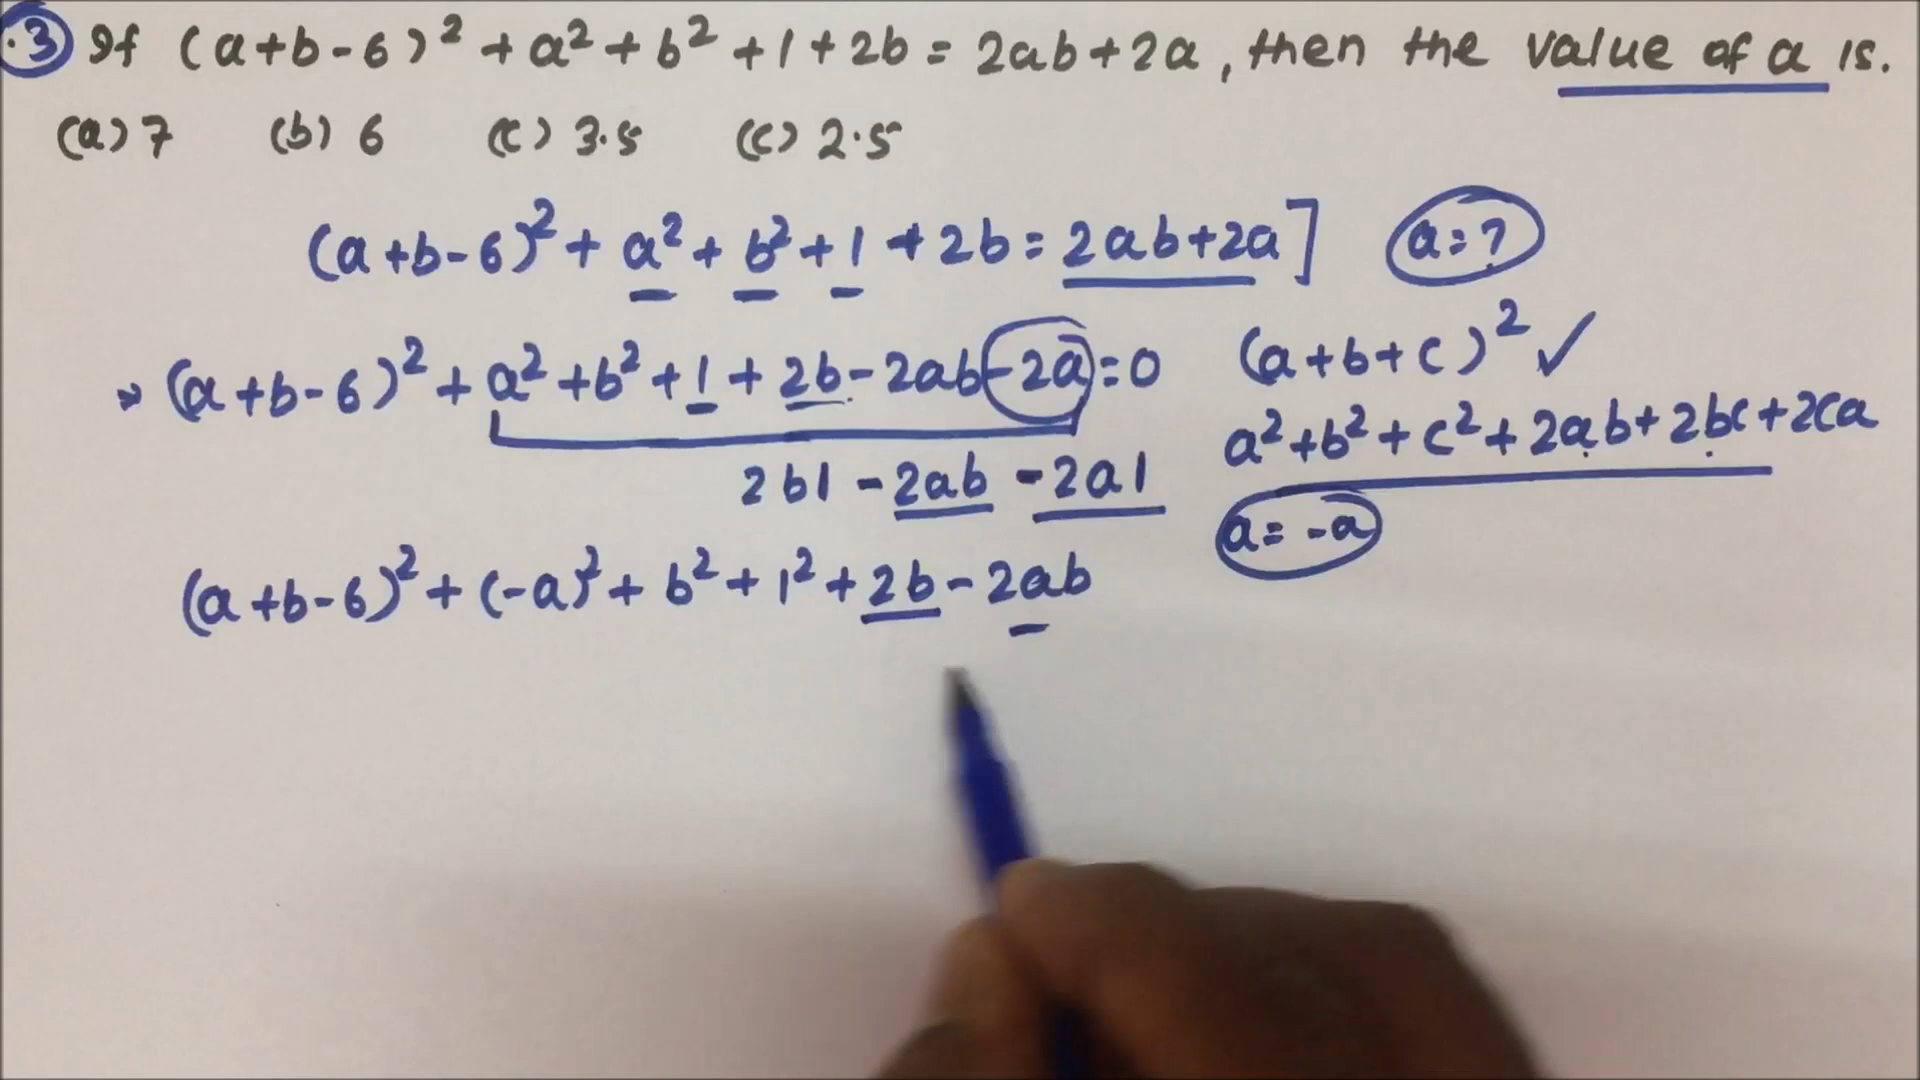 .3) If (a+b-6)² + a² + b² + 1 + 2b = 2ab + 2a, then the value of a is.
(a) 7 (b) 6 (c) 3.5 (c) 2.5
(a+b-6)² + a² + b² + 1 + 2b = 2ab+2a] a=?
(a+b-6)² + a² + b² + 1 + 2b - 2ab - 2a = 0 (a+b+c)² ✓
a²+b²+c²+2ab+2bc+2ca
2b1 - 2ab - 2a1
a = -a
(a+b-6)² + (-a)² + b² + 1² + 2b - 2ab